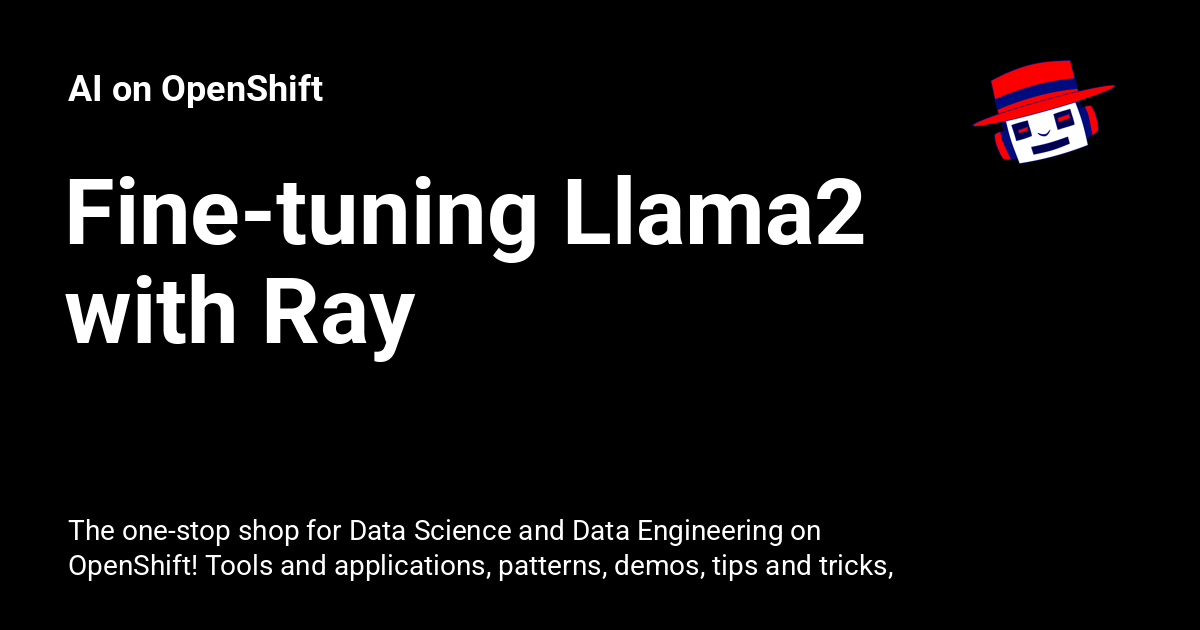 AI on OpenShift
Fine-tuning Llama2
with Ray
The one-stop shop for Data Science and Data Engineering on
OpenShift! Tools and applications, patterns, demos, tips and tricks,